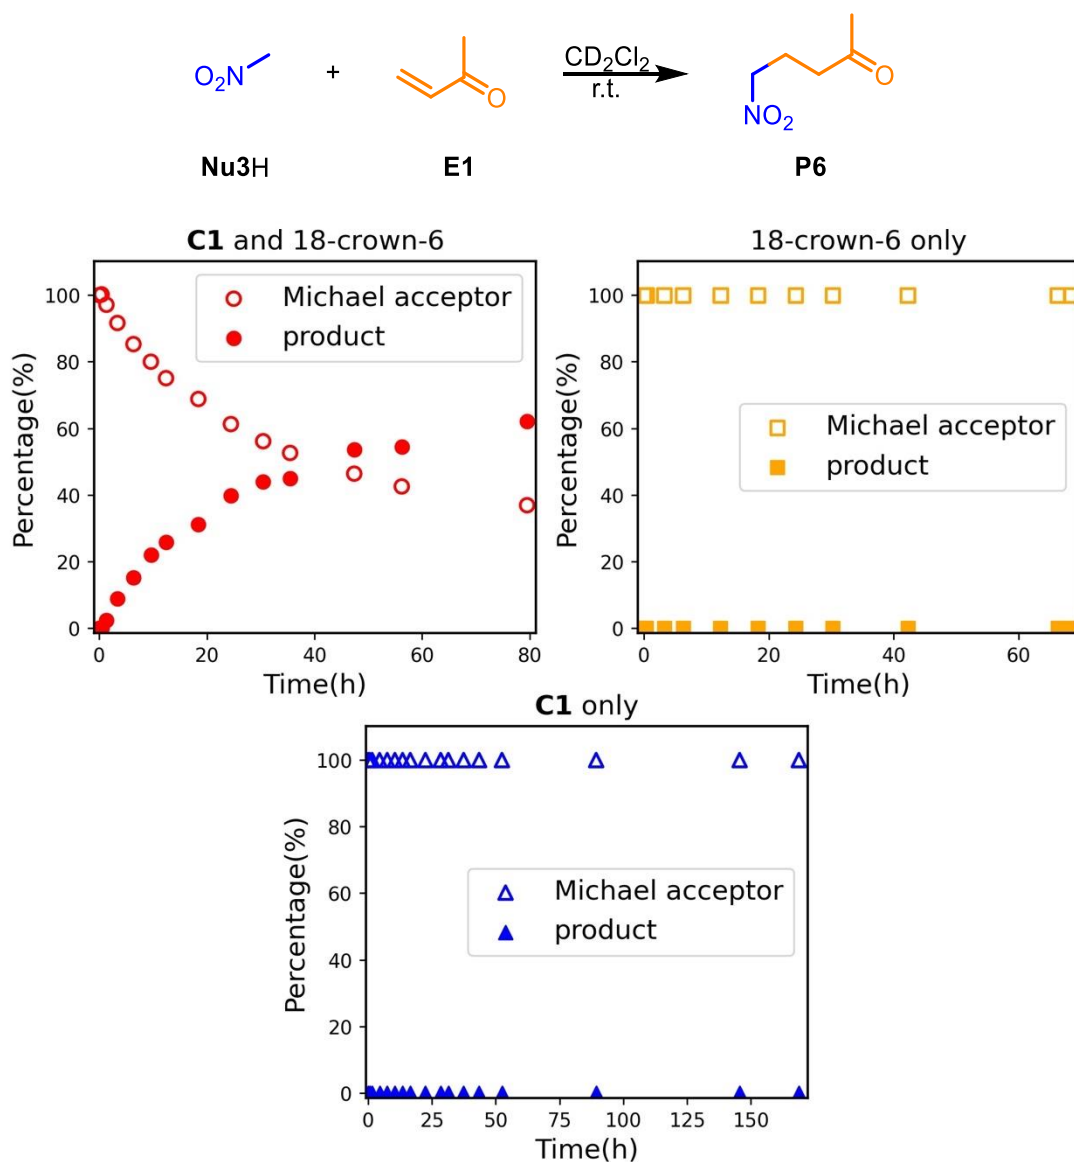 O₂N
+
CD₂Cl₂
r.t.
O
O
NO₂
Nu3H
E1
P6
C1 and 18-crown-6
18-crown-6 only
Michael acceptor
product
Michael acceptor
product
100
80
60
40
20
0
100
80
60
40
20
0
Percentage(%)
Percentage(%)
0 20 40 60 80
0 20 40 60
Time(h)
Time(h)
C1 only
Michael acceptor
product
100
80
60
40
20
0
Percentage(%)
0 25 50 75 100 125 150
Time(h)